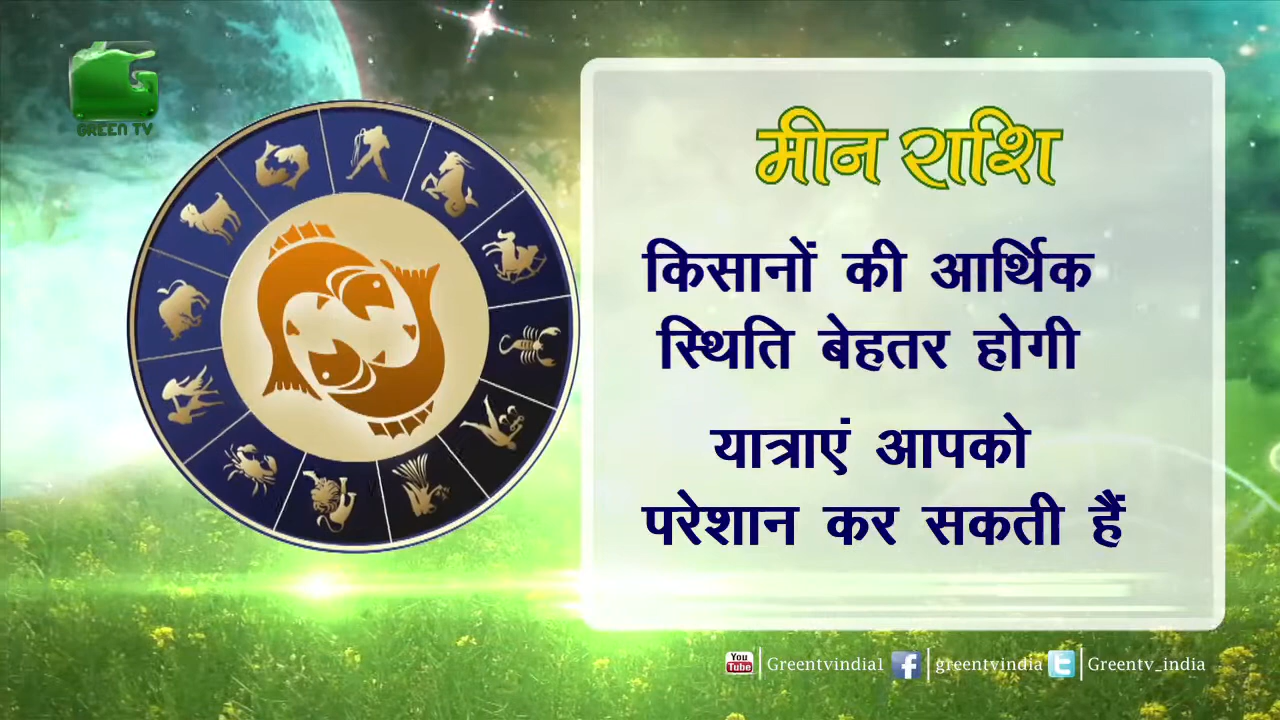 GREEN TV
मीन राशि
किसानों की आर्थिक
स्थिति बेहतर होगी
यात्राएं आपको
परेशान कर सकती हैं
You Tube Greentvindia1 f greentvindia t Greentv_india